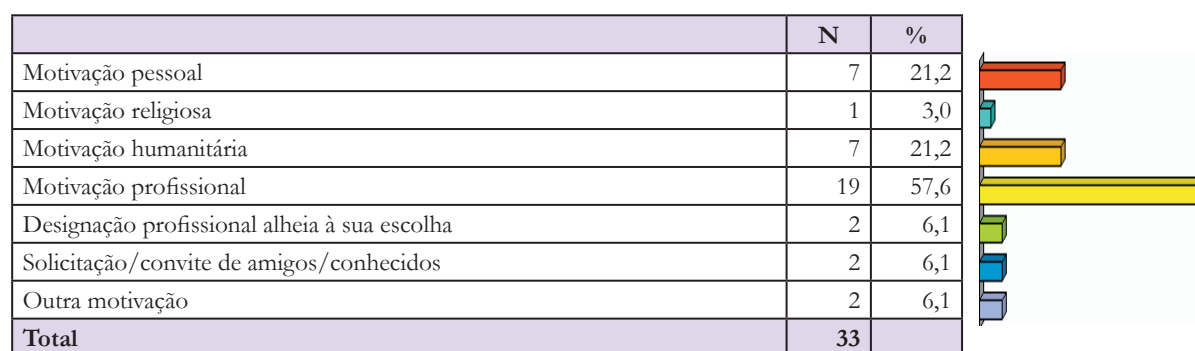 N %
Motivação pessoal 7 21,2
Motivação religiosa 1 3,0
Motivação humanitária 7 21,2
Motivação profissional 19 57,6
Designação profissional alheia à sua escolha 2 6,1
Solicitação/convite de amigos/conhecidos 2 6,1
Outra motivação 2 6,1
Total 33